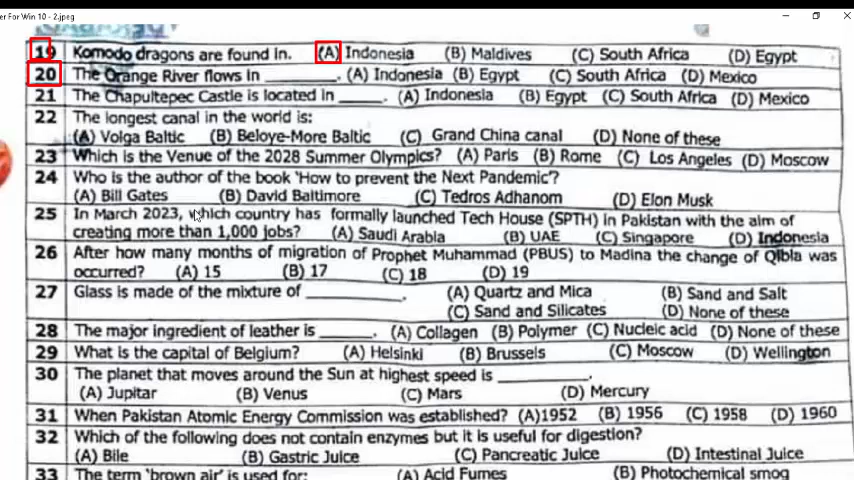 er For Win 10 - 2.jpeg
19 Komodo dragons are found in. (A) Indonesia (B) Maldives (C) South Africa (D) Egypt
20 The Orange River flows in ________. (A) Indonesia (B) Egypt (C) South Africa (D) Mexico
21 The Chapultepec Castle is located in _____. (A) Indonesia (B) Egypt (C) South Africa (D) Mexico
22 The longest canal in the world is:
(A) Volga Baltic (B) Beloye-More Baltic (C) Grand China canal (D) None of these
23 Which is the Venue of the 2028 Summer Olympics? (A) Paris (B) Rome (C) Los Angeles (D) Moscow
24 Who is the author of the book 'How to prevent the Next Pandemic'?
(A) Bill Gates (B) David Baltimore (C) Tedros Adhanom (D) Elon Musk
25 In March 2023, which country has formally launched Tech House (SPTH) in Pakistan with the aim of
creating more than 1,000 jobs? (A) Saudi Arabia (B) UAE (C) Singapore (D) Indonesia
26 After how many months of migration of Prophet Muhammad (PBUS) to Madina the change of Qibla was
occurred? (A) 15 (B) 17 (C) 18 (D) 19
27 Glass is made of the mixture of ___________. (A) Quartz and Mica (B) Sand and Salt
(C) Sand and Silicates (D) None of these
28 The major ingredient of leather is ______. (A) Collagen (B) Polymer (C) Nucleic acid (D) None of these
29 What is the capital of Belgium? (A) Helsinki (B) Brussels (C) Moscow (D) Wellington
30 The planet that moves around the Sun at highest speed is __________.
(A) Jupitar (B) Venus (C) Mars (D) Mercury
31 When Pakistan Atomic Energy Commission was established? (A)1952 (B) 1956 (C) 1958 (D) 1960
32 Which of the following does not contain enzymes but it is useful for digestion?
(A) Bile (B) Gastric Juice (C) Pancreatic Juice (D) Intestinal Juice
33 The term 'brown air' is used for: (A) Acid Fumes (B) Photochemical smog